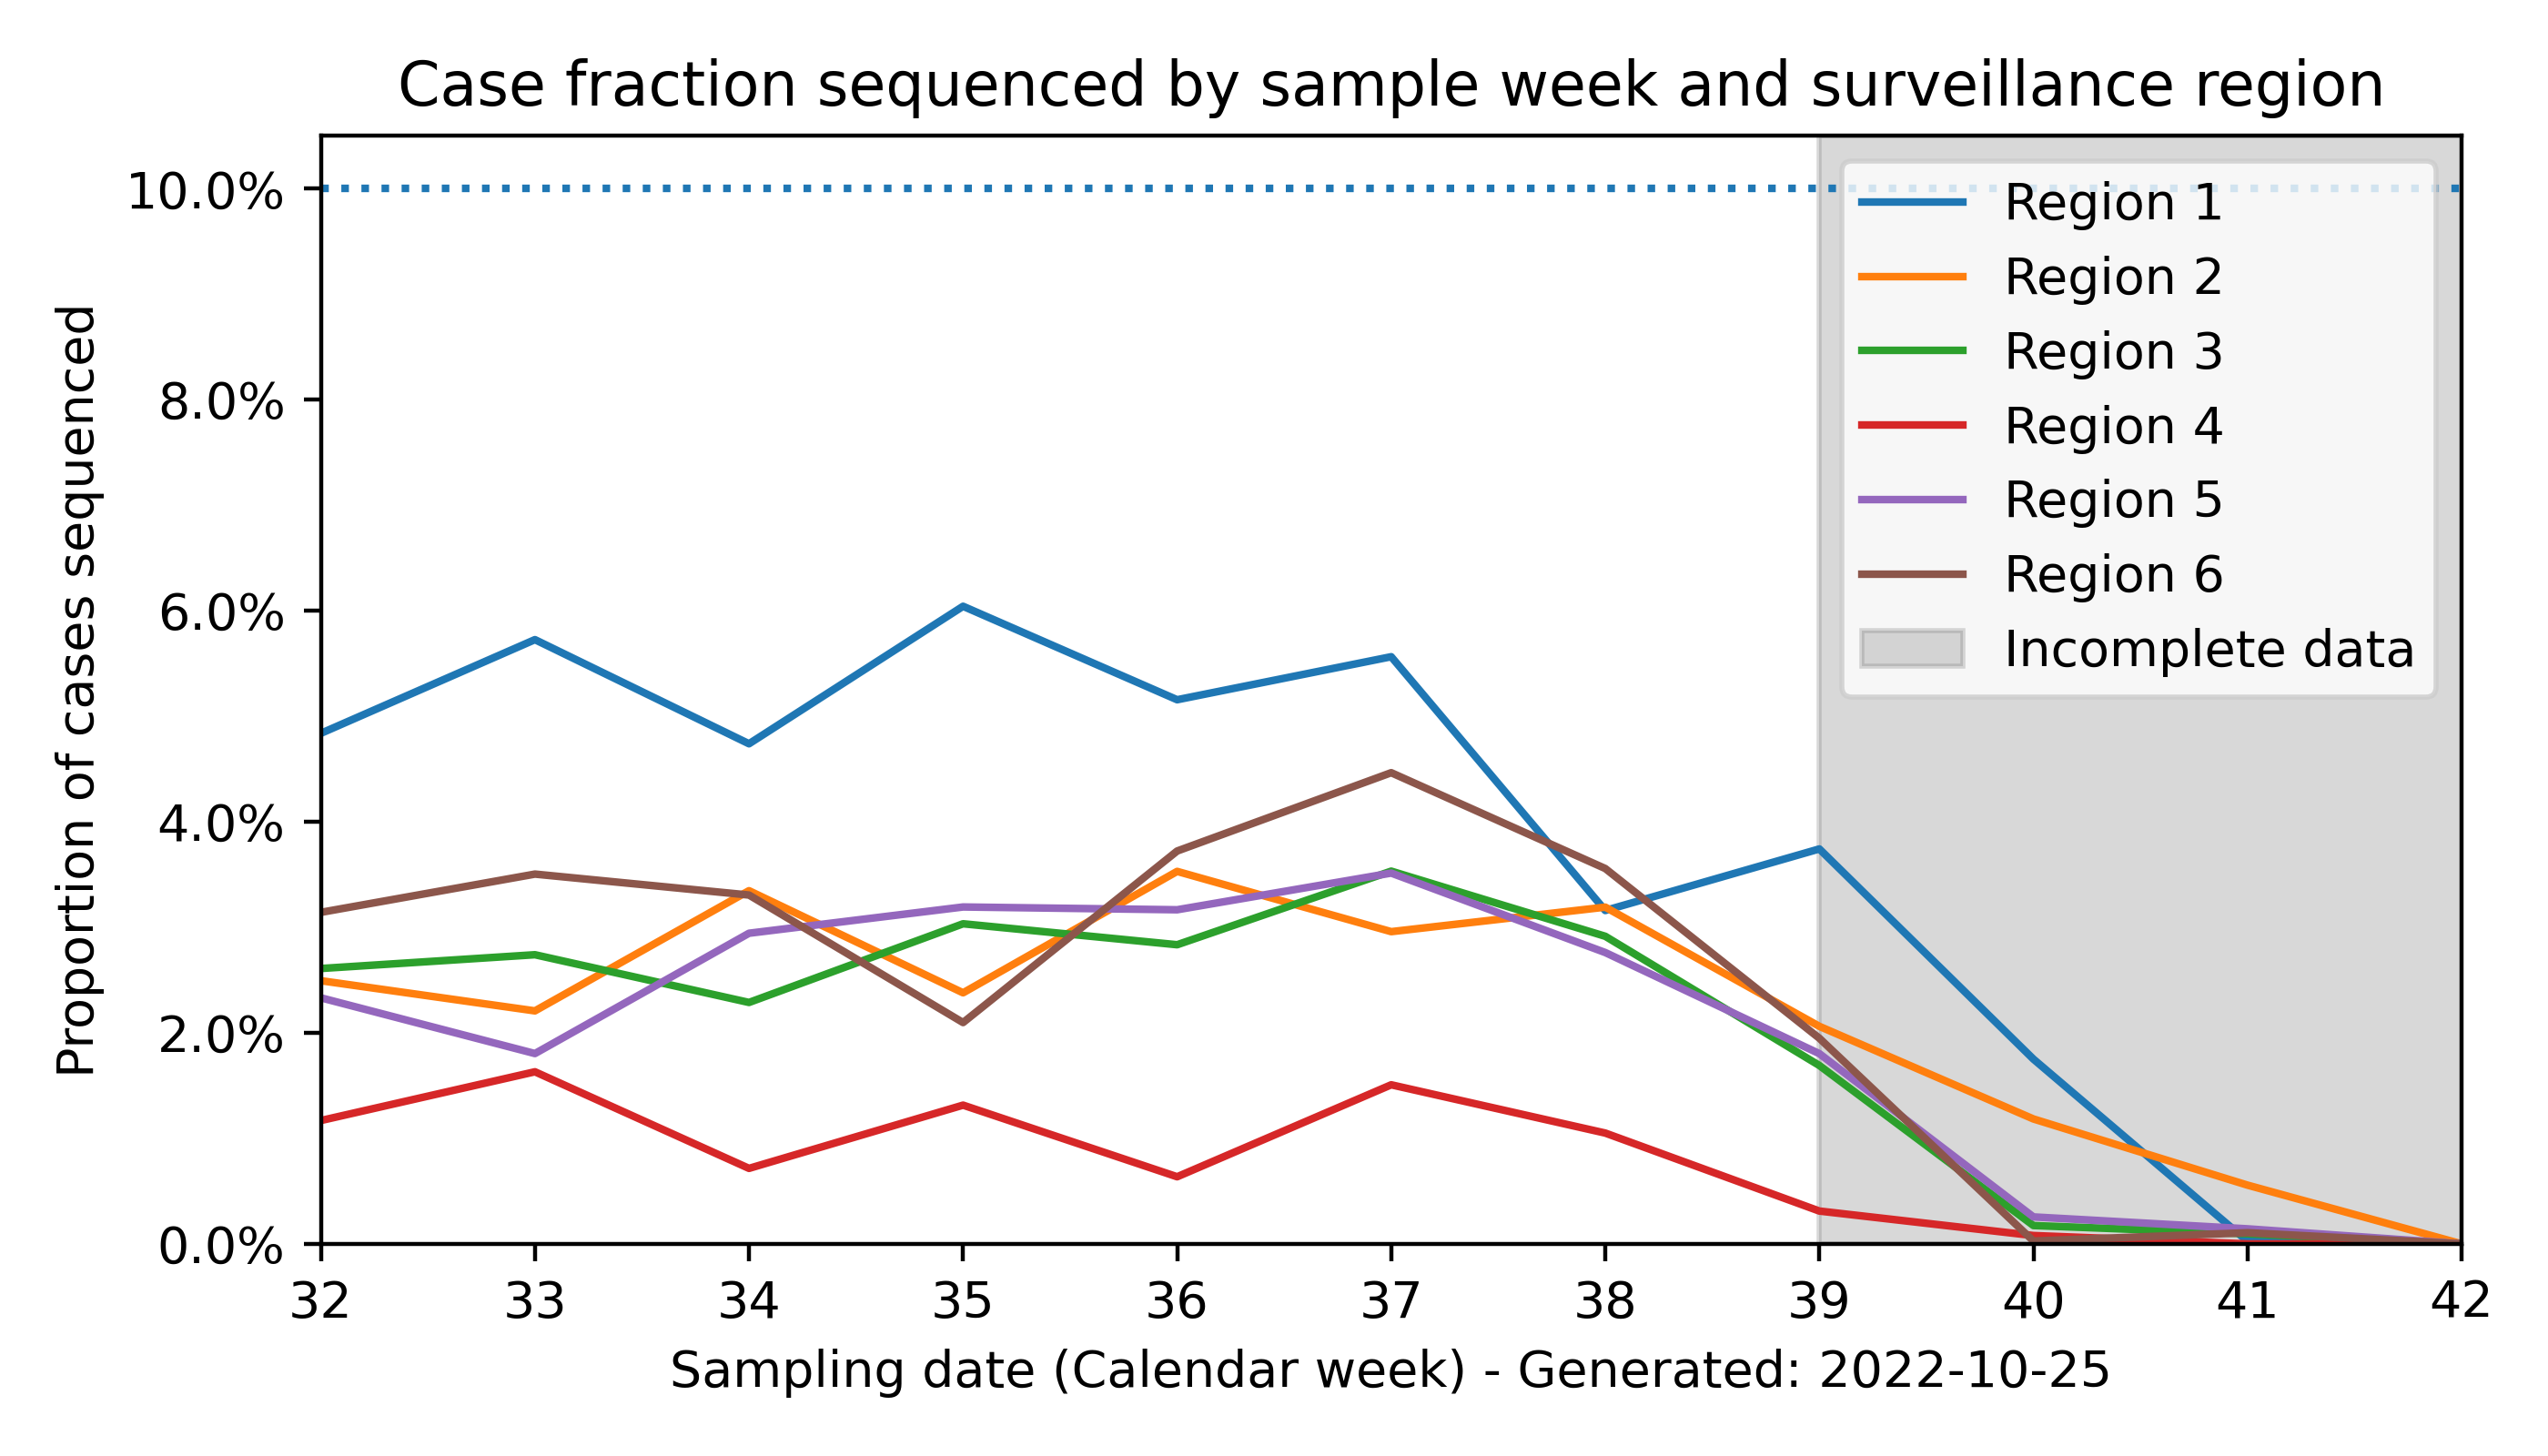 Case fraction sequenced by sample week and surveillance region
Proportion of cases sequenced
10.0%
8.0%
6.0%
4.0%
2.0%
0.0%
Region 1
Region 2
Region 3
Region 4
Region 5
Region 6
Incomplete data
32 33 34 35 36 37 38 39 40 41 42
Sampling date (Calendar week) - Generated: 2022-10-25